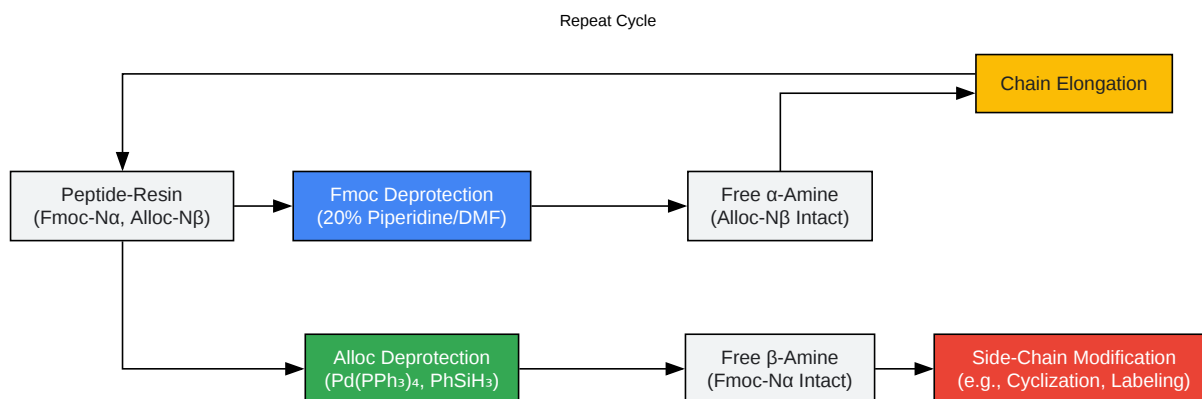 Repeat Cycle
Chain Elongation
Peptide-Resin
(Fmoc-Nα, Alloc-Nβ)
Fmoc Deprotection
(20% Piperidine/DMF)
Free α-Amine
(Alloc-Nβ Intact)
Alloc Deprotection
(Pd(PPh₃)₄, PhSiH₃)
Free β-Amine
(Fmoc-Nα Intact)
Side-Chain Modification
(e.g., Cyclization, Labeling)